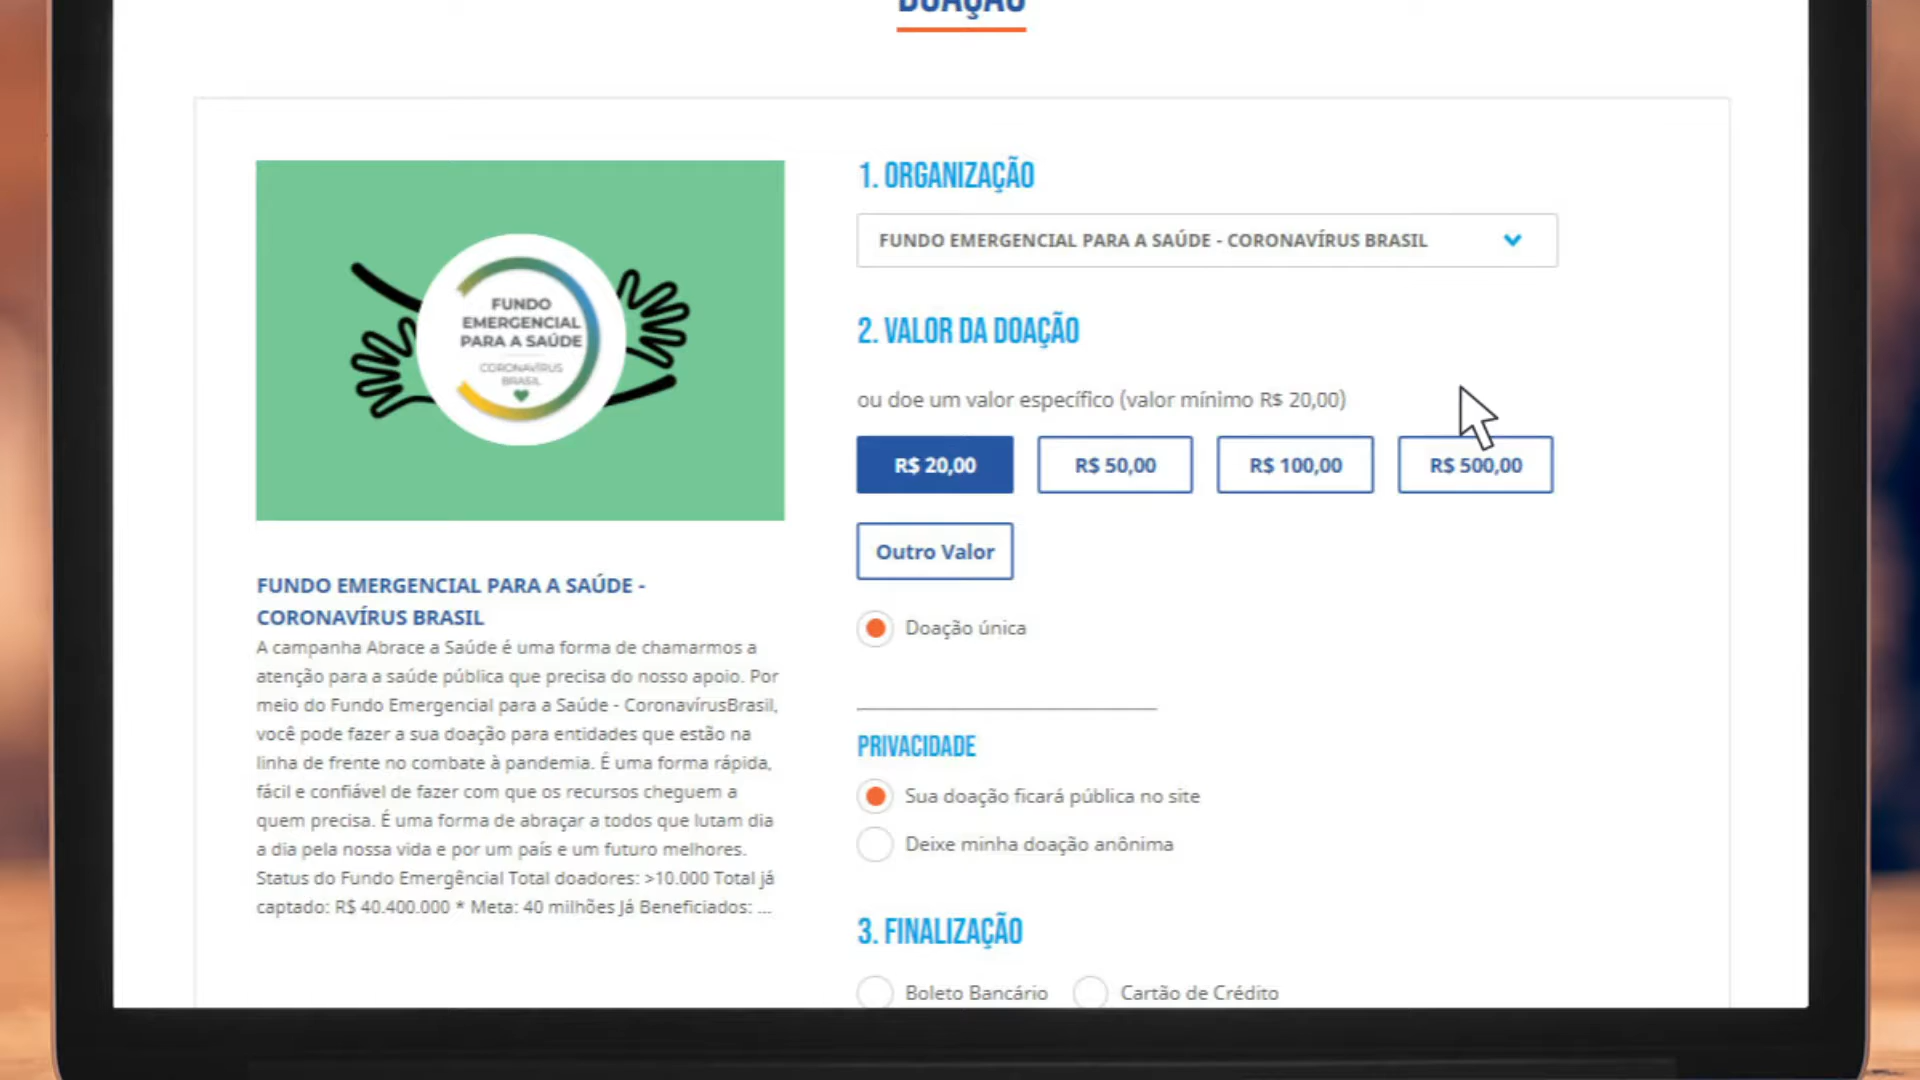 DOAÇÃO
FUNDO
EMERGENCIAL
PARA A SAÚDE
CORONAVÍRUS
BRASIL
FUNDO EMERGENCIAL PARA A SAÚDE -
CORONAVÍRUS BRASIL
A campanha Abrace a Saúde é uma forma de chamarmos a
atenção para a saúde pública que precisa do nosso apoio. Por
meio do Fundo Emergencial para a Saúde - CoronavírusBrasil,
você pode fazer a sua doação para entidades que estão na
linha de frente no combate à pandemia. É uma forma rápida,
fácil e confiável de fazer com que os recursos cheguem a
quem precisa. É uma forma de abraçar a todos que lutam dia
a dia pela nossa vida e por um país e um futuro melhores.
Status do Fundo Emergêncial Total doadores: >10.000 Total já
captado: R$ 40.400.000 * Meta: 40 milhões Já Beneficiados: ...
1. ORGANIZAÇÃO
FUNDO EMERGENCIAL PARA A SAÚDE - CORONAVÍRUS BRASIL
2. VALOR DA DOAÇÃO
ou doe um valor específico (valor mínimo R$ 20,00)
R$ 20,00 R$ 50,00 R$ 100,00 R$ 500,00
Outro Valor
Doação única
PRIVACIDADE
Sua doação ficará pública no site
Deixe minha doação anônima
3. FINALIZAÇÃO
Boleto Bancário Cartão de Crédito